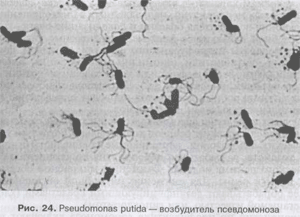 Рис. 24. Pseudomonas putida — возбудитель псевдомоноза